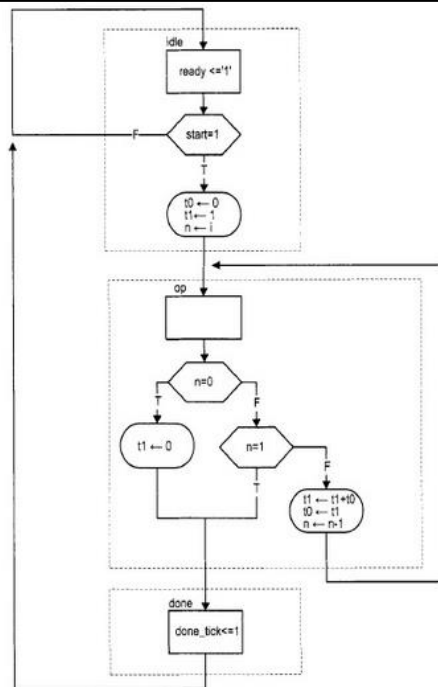 idle
ready <='1'
start=1
F
T
t0 ← 0
t1 ← 1
n ← i
op
n=0
T
F
t1 ← 0
n=1
F
T
t1 ← t1+t0
t0 ← t1
n ← n-1
done
done_tick<=1